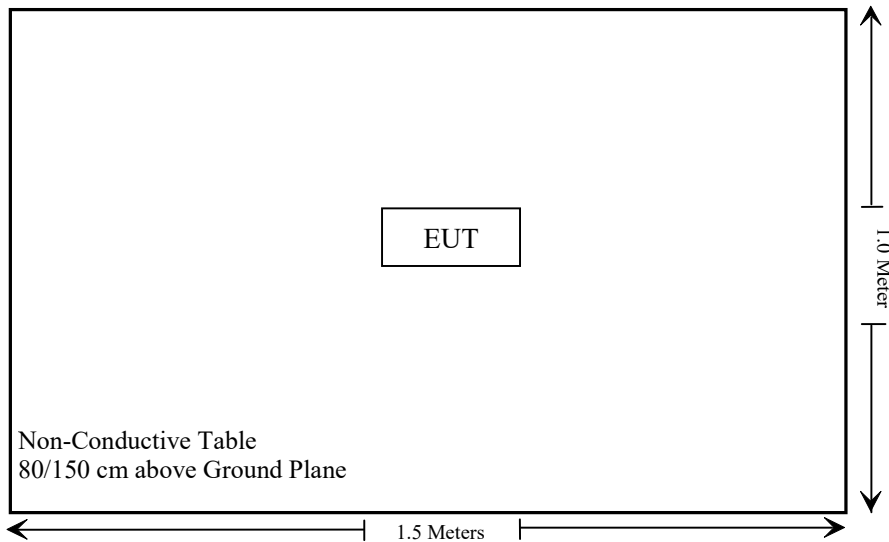 EUT
1.0 Meter
Non-Conductive Table
80/150 cm above Ground Plane
1.5 Meters